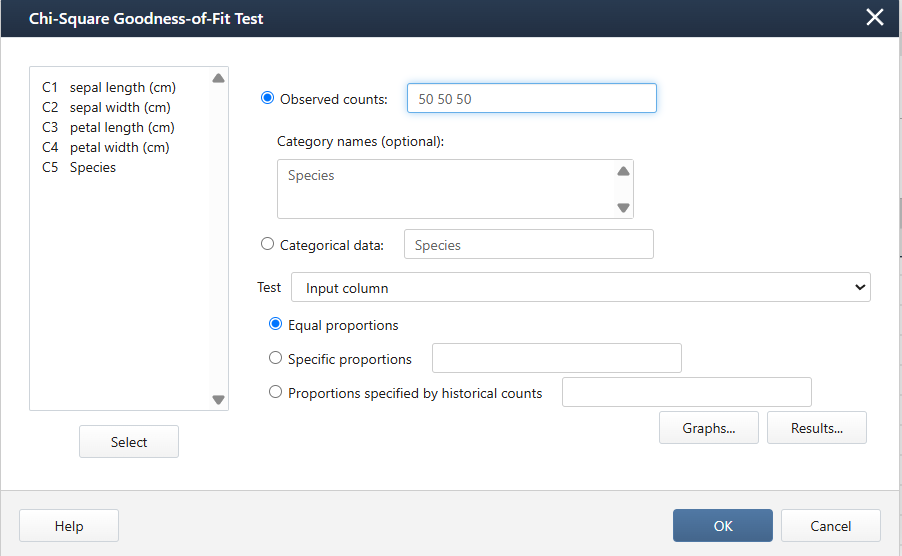 Chi-Square Goodness-of-Fit Test
C1 sepal length (cm)
C2 sepal width (cm)
C3 petal length (cm)
C4 petal width (cm)
C5 Species
Select
Observed counts: 50 50 50
Category names (optional):
Species
Categorical data: Species
Test Input column
Equal proportions
Specific proportions
Proportions specified by historical counts
Graphs... Results...
Help OK Cancel